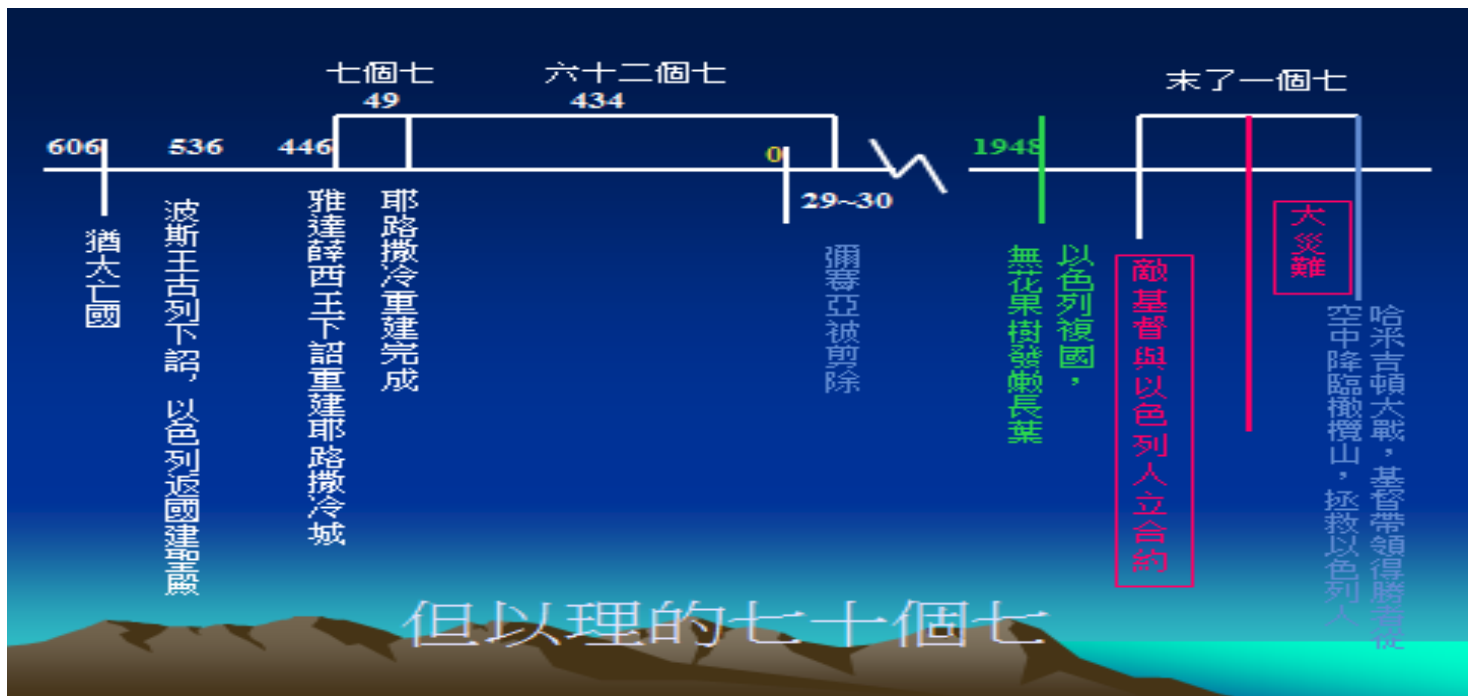 七個七
49
六十二個七
434
末了一個七
606
536
446
0
29~30
1948
猶大亡國
波斯王古列下詔，以色列返國建聖殿
雅達薛西王下詔重建耶路撒冷城
耶路撒冷重建完成
彌賽亞被剪除
以色列複國，
無花果樹發嫩長葉
敵基督與以色列人立合約
大災難
哈米吉頓大戰，基督帶領得勝者從
空中降臨橄欖山，拯救以色列人
但以理的七十個七